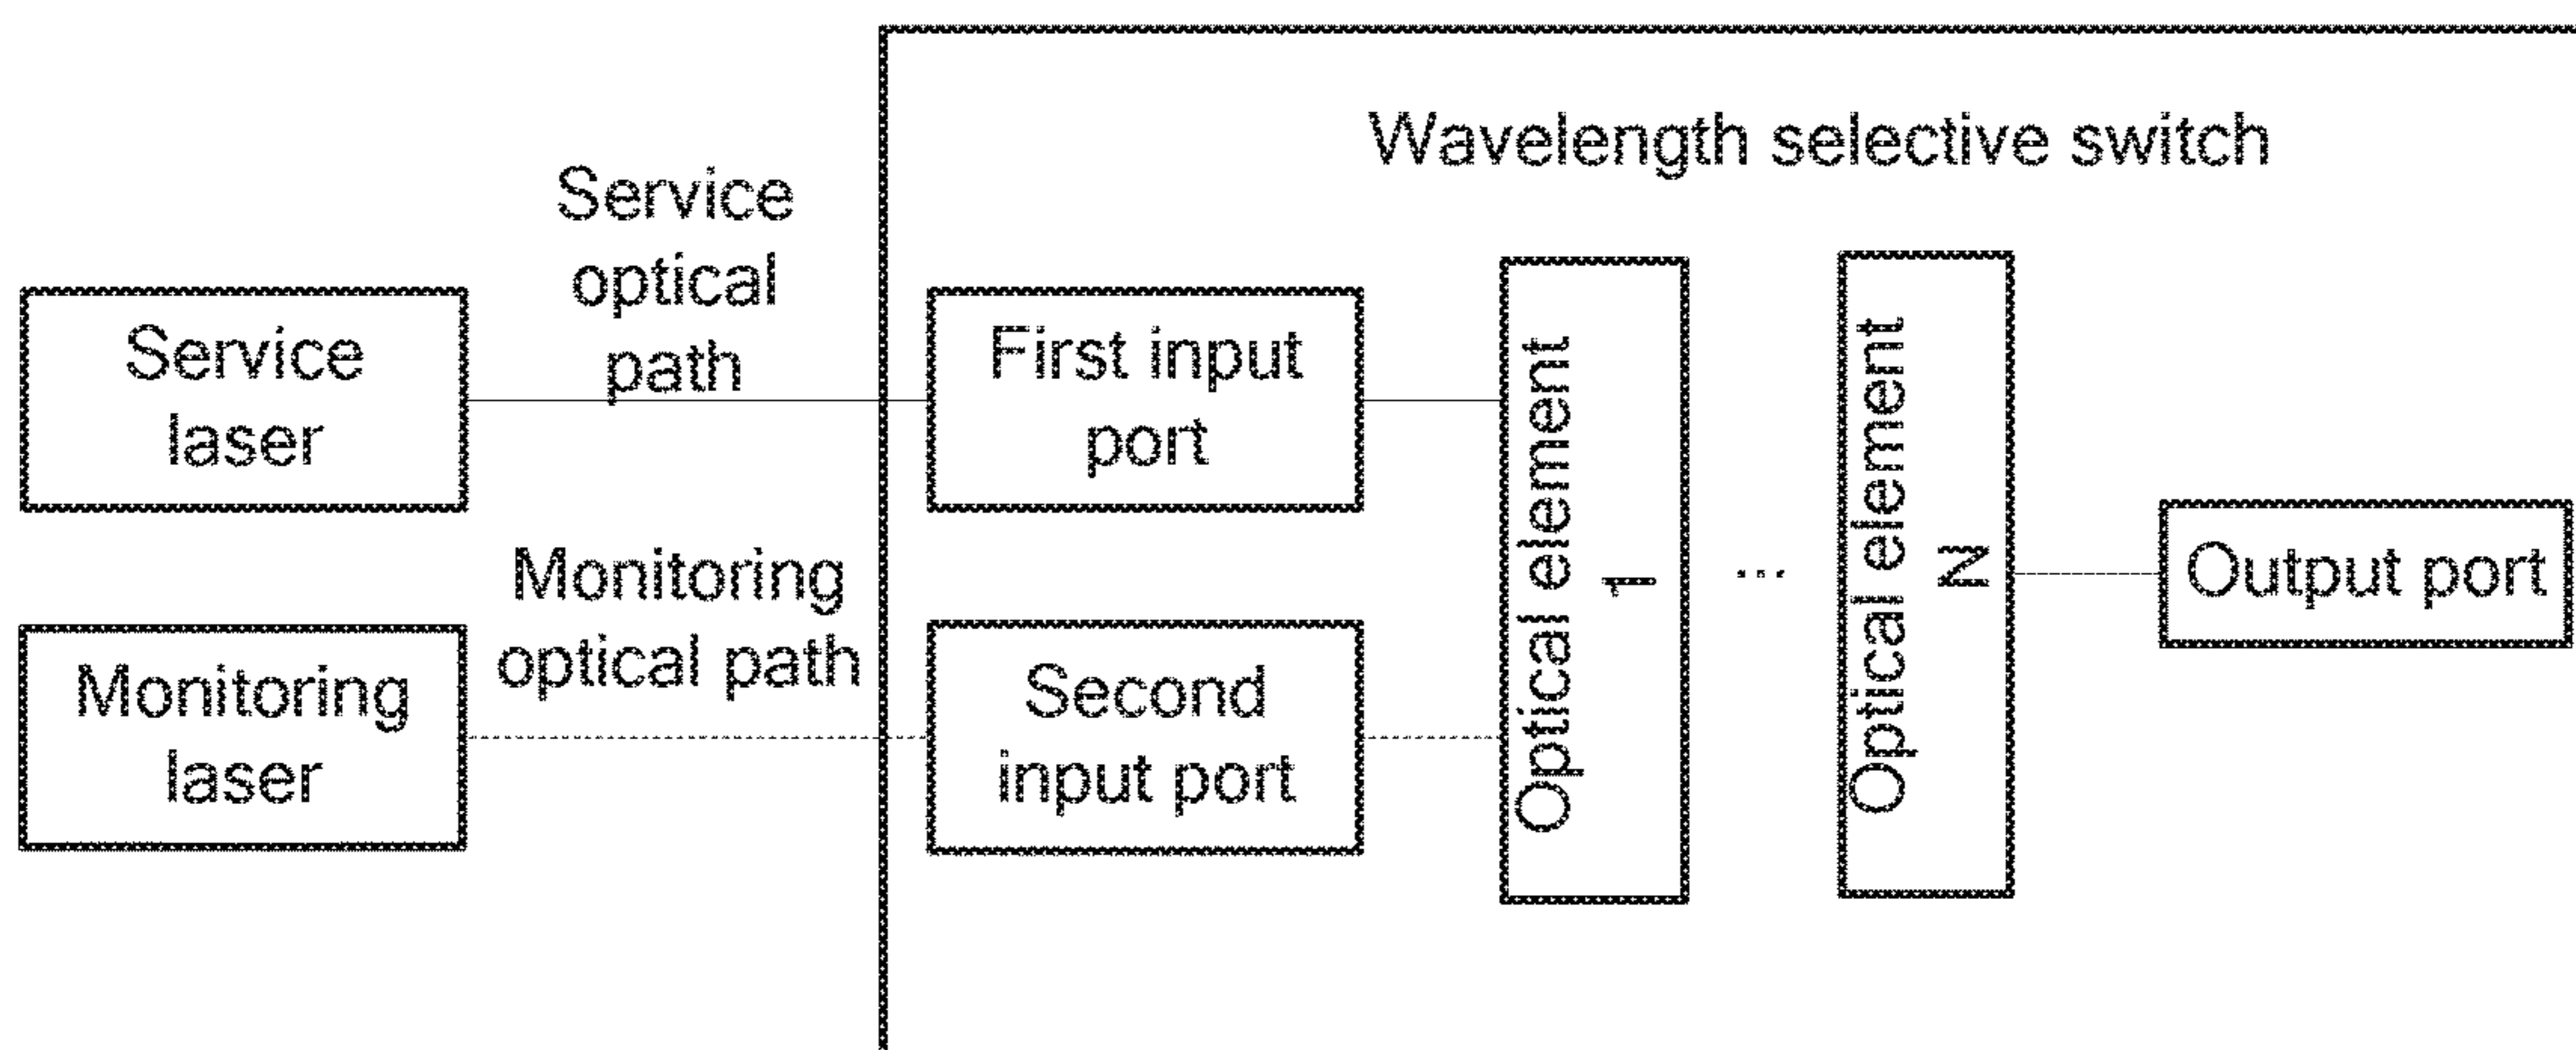 Wavelength selective switch
Service
optical
path
Service
laser
First input
port
Optical element
1
...
Optical element
N
Output port
Monitoring
optical path
Monitoring
laser
Second
input port